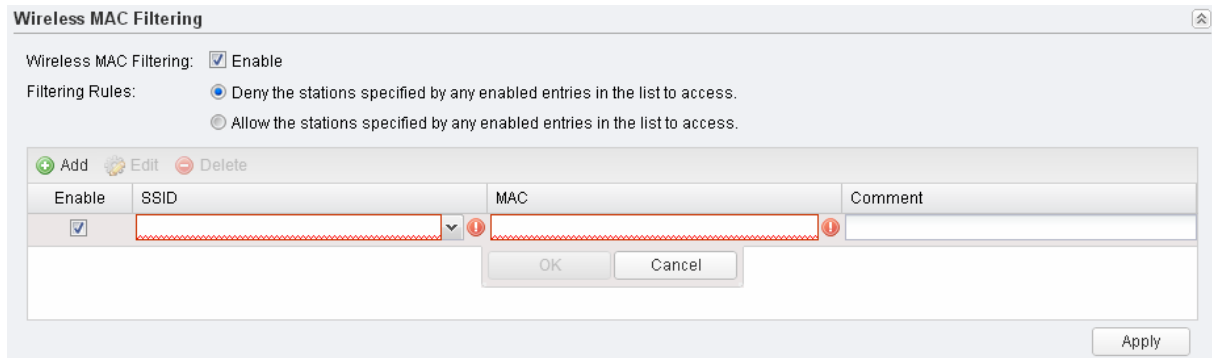 Wireless MAC Filtering
Wireless MAC Filtering: Enable
Filtering Rules: Deny the stations specified by any enabled entries in the list to access.
Allow the stations specified by any enabled entries in the list to access.
Add Edit Delete
Enable SSID MAC Comment
OK Cancel
Apply